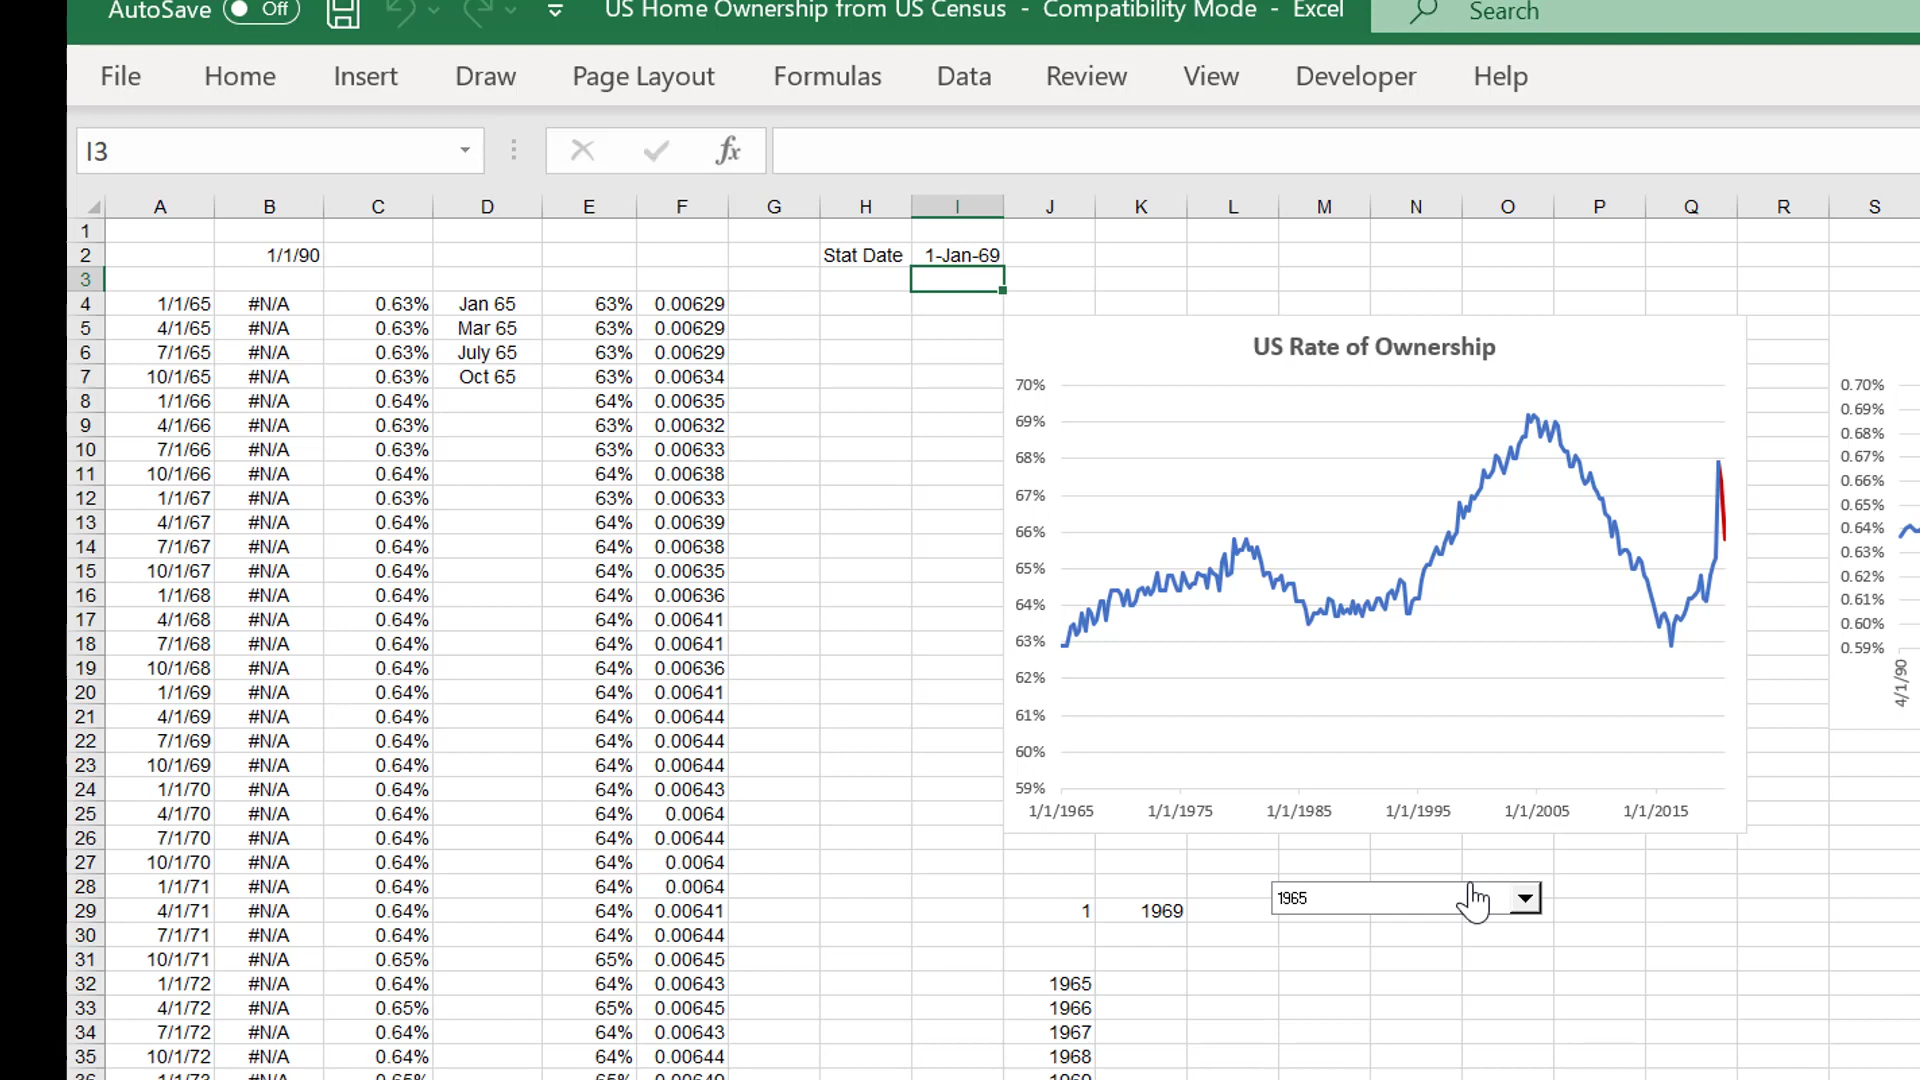 AutoSave Off US Home Ownership from US Census - Compatibility Mode - Excel Search
File Home Insert Draw Page Layout Formulas Data Review View Developer Help
I3 fx
A B C D E F G H I J K L M N O P Q R S
1
2 1/1/90 Stat Date 1-Jan-69
3
4 1/1/65 #N/A 0.63% Jan 65 63% 0.00629
5 4/1/65 #N/A 0.63% Mar 65 63% 0.00629
6 7/1/65 #N/A 0.63% July 65 63% 0.00629
7 10/1/65 #N/A 0.63% Oct 65 63% 0.00634
8 1/1/66 #N/A 0.64% 64% 0.00635
9 4/1/66 #N/A 0.63% 63% 0.00632
10 7/1/66 #N/A 0.63% 63% 0.00633
11 10/1/66 #N/A 0.64% 64% 0.00638
12 1/1/67 #N/A 0.63% 63% 0.00633
13 4/1/67 #N/A 0.64% 64% 0.00639
14 7/1/67 #N/A 0.64% 64% 0.00638
15 10/1/67 #N/A 0.64% 64% 0.00635
16 1/1/68 #N/A 0.64% 64% 0.00636
17 4/1/68 #N/A 0.64% 64% 0.00641
18 7/1/68 #N/A 0.64% 64% 0.00641
19 10/1/68 #N/A 0.64% 64% 0.00636
20 1/1/69 #N/A 0.64% 64% 0.00641
21 4/1/69 #N/A 0.64% 64% 0.00644
22 7/1/69 #N/A 0.64% 64% 0.00644
23 10/1/69 #N/A 0.64% 64% 0.00644
24 1/1/70 #N/A 0.64% 64% 0.00643
25 4/1/70 #N/A 0.64% 64% 0.0064
26 7/1/70 #N/A 0.64% 64% 0.00644
27 10/1/70 #N/A 0.64% 64% 0.0064
28 1/1/71 #N/A 0.64% 64% 0.0064
29 4/1/71 #N/A 0.64% 64% 0.00641 1 1969
30 7/1/71 #N/A 0.64% 64% 0.00644
31 10/1/71 #N/A 0.65% 65% 0.00645
32 1/1/72 #N/A 0.64% 64% 0.00643 1965
33 4/1/72 #N/A 0.65% 65% 0.00645 1966
34 7/1/72 #N/A 0.64% 64% 0.00643 1967
35 10/1/72 #N/A 0.64% 64% 0.00644 1968
US Rate of Ownership
70%
69%
68%
67%
66%
65%
64%
63%
62%
61%
60%
59%
1/1/1965 1/1/1975 1/1/1985 1/1/1995 1/1/2005 1/1/2015
1965
0.70%
0.69%
0.68%
0.67%
0.66%
0.65%
0.64%
0.63%
0.62%
0.61%
0.60%
0.59%
4/1/90